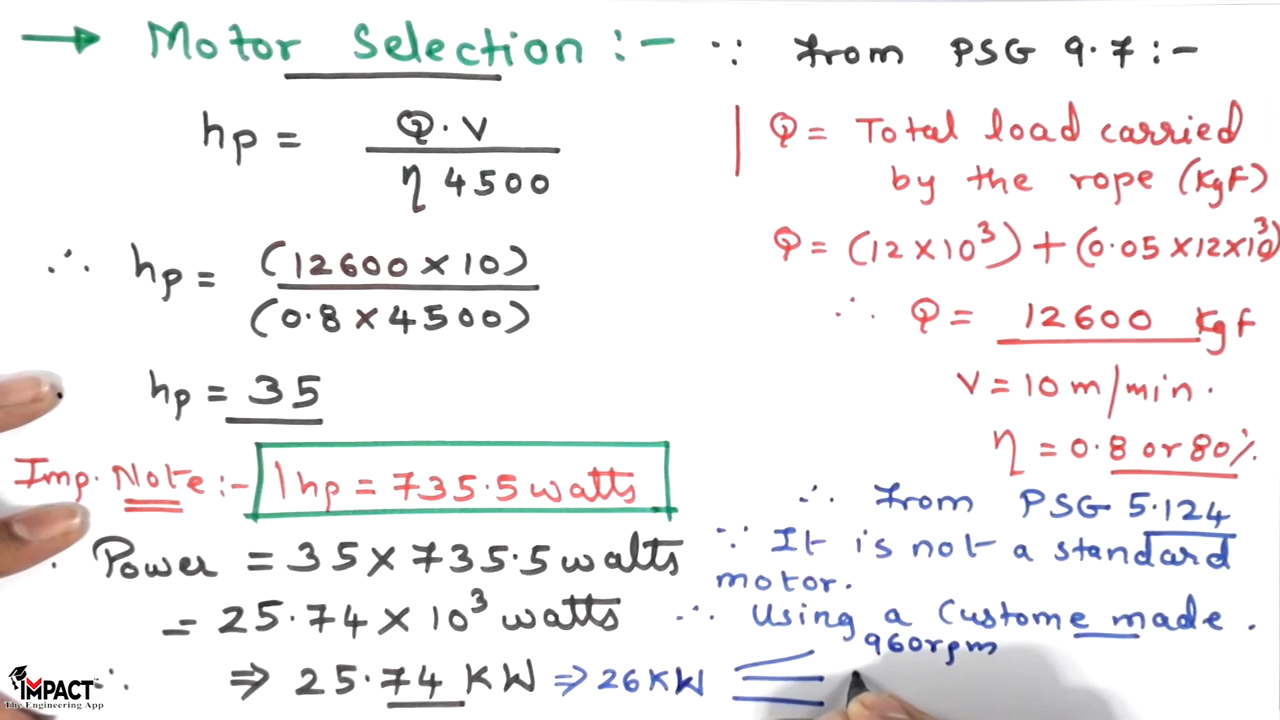 → Motor Selection :-
hp = Q·V / η 4500
∴ hp = (12600 × 10) / (0.8 × 4500)
hp = 35
Imp. Note :- 1 hp = 735.5 watts
Power = 35 × 735.5 watts
= 25.74 × 10³ watts
∴ ⇒ 25.74 KW ⇒ 26 KW
∵ from PSG 9.7 :-
Q = Total load carried
by the rope (KgF)
Q = (12 × 10³) + (0.05 × 12 × 10³)
∴ Q = 12600 KgF
V = 10 m/min.
η = 0.8 or 80%.
∴ from PSG 5.124
∵ It is not a standard
motor.
∴ Using a Custome made.
960rpm
IMPACT
The Engineering App